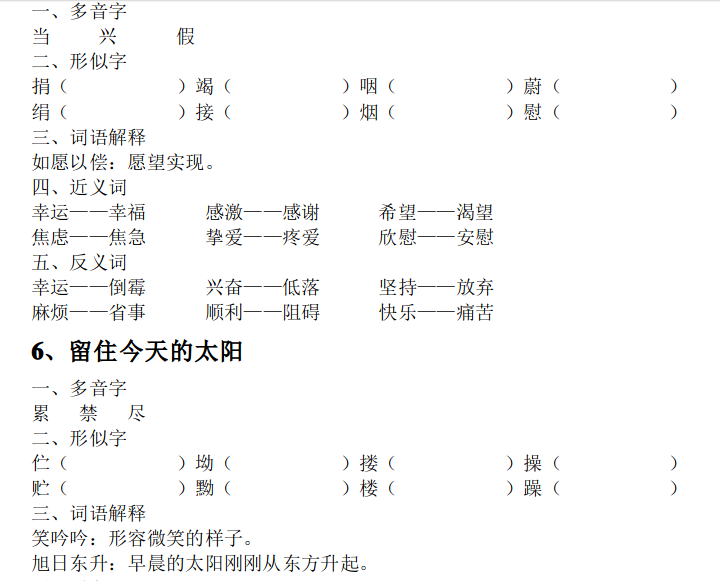 一、多音字
当 兴 假
二、形似字
捐（ ）竭（ ）咽（ ）蔚（ ）
绢（ ）接（ ）烟（ ）慰（ ）
三、词语解释
如愿以偿：愿望实现。
四、近义词
幸运——幸福 感激——感谢 希望——渴望
焦虑——焦急 挚爱——疼爱 欣慰——安慰
五、反义词
幸运——倒霉 兴奋——低落 坚持——放弃
麻烦——省事 顺利——阻碍 快乐——痛苦
6、留住今天的太阳
一、多音字
累 禁 尽
二、形似字
伫（ ）坳（ ）搂（ ）操（ ）
贮（ ）黝（ ）楼（ ）躁（ ）
三、词语解释
笑吟吟：形容微笑的样子。
旭日东升：早晨的太阳刚刚从东方升起。